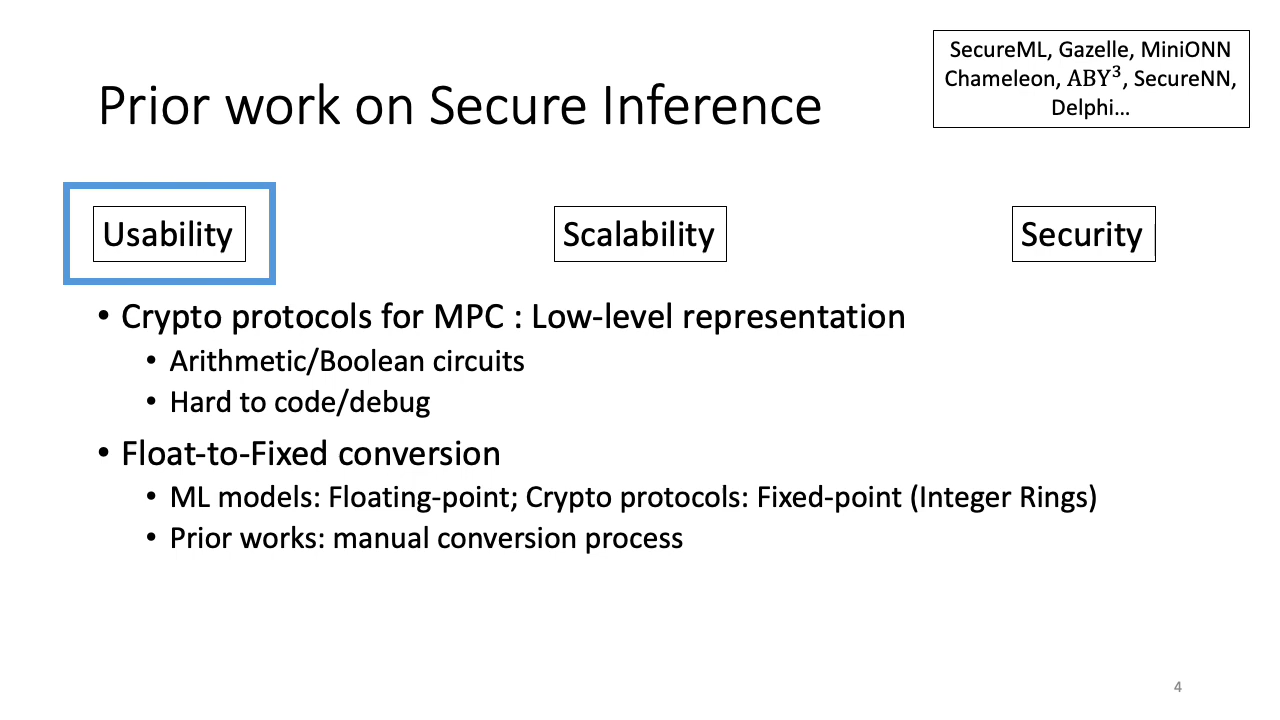 SecureML, Gazelle, MiniONN
Chameleon, ABY³, SecureNN,
Delphi...
Prior work on Secure Inference
Usability
Scalability
Security
• Crypto protocols for MPC : Low-level representation
• Arithmetic/Boolean circuits
• Hard to code/debug
• Float-to-Fixed conversion
• ML models: Floating-point; Crypto protocols: Fixed-point (Integer Rings)
• Prior works: manual conversion process
4